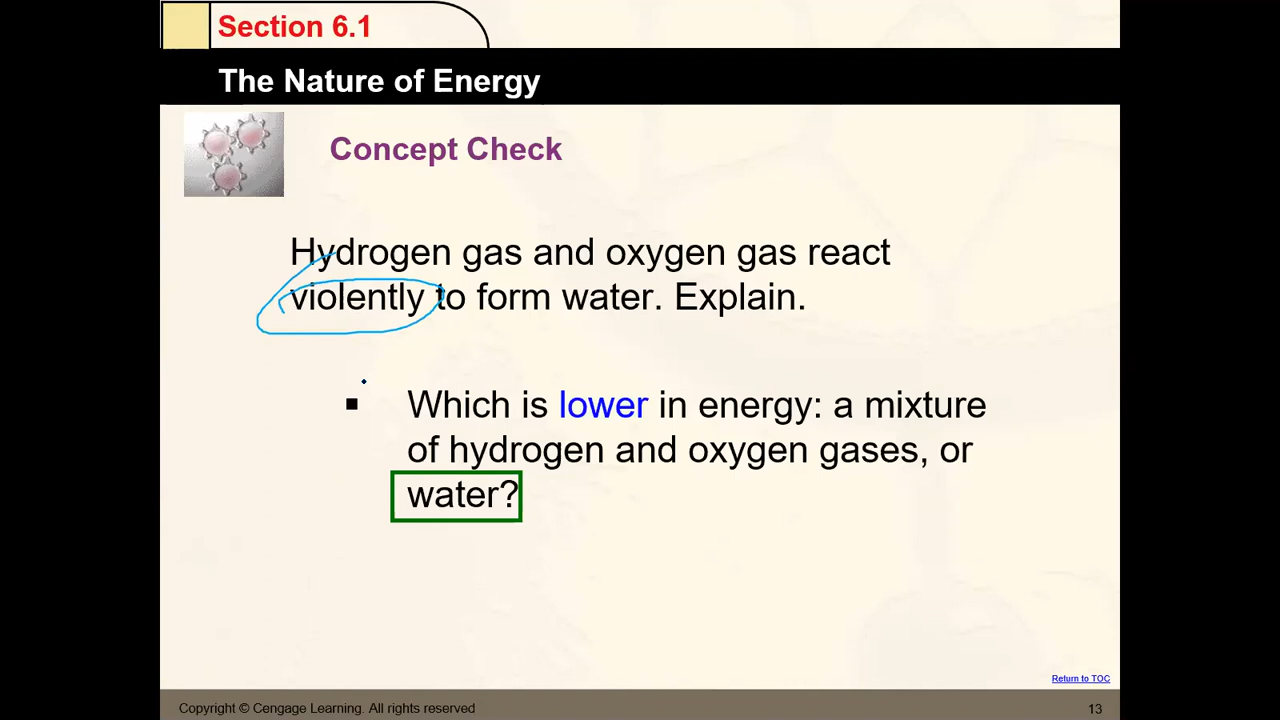 Section 6.1
The Nature of Energy
Concept Check
Hydrogen gas and oxygen gas react
violently to form water. Explain.
▪ Which is lower in energy: a mixture
of hydrogen and oxygen gases, or
water?
Return to TOC
Copyright © Cengage Learning. All rights reserved
13